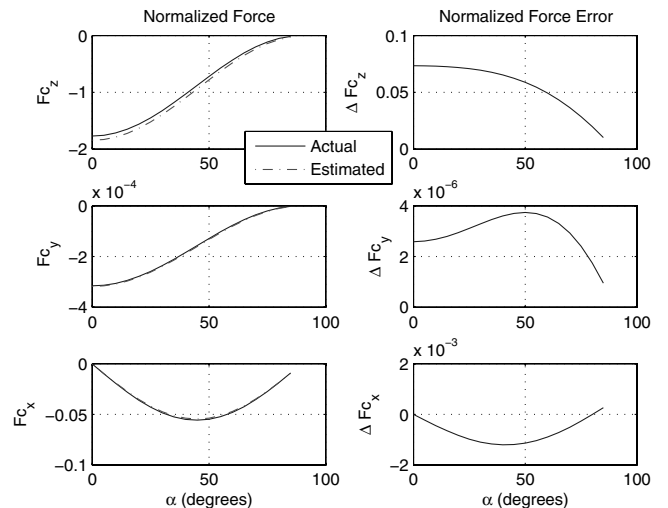 Normalized Force
0
−1
−2
Fc_z
0
50
100
Normalized Force Error
0.1
0.05
0
Δ Fc_z
0
50
100
Actual
Estimated
x 10^−4
0
−2
−4
Fc_y
0
50
100
x 10^−6
4
2
0
Δ Fc_y
0
50
100
0
−0.05
−0.1
Fc_x
0
50
100
α (degrees)
x 10^−3
2
0
−2
Δ Fc_x
0
50
100
α (degrees)